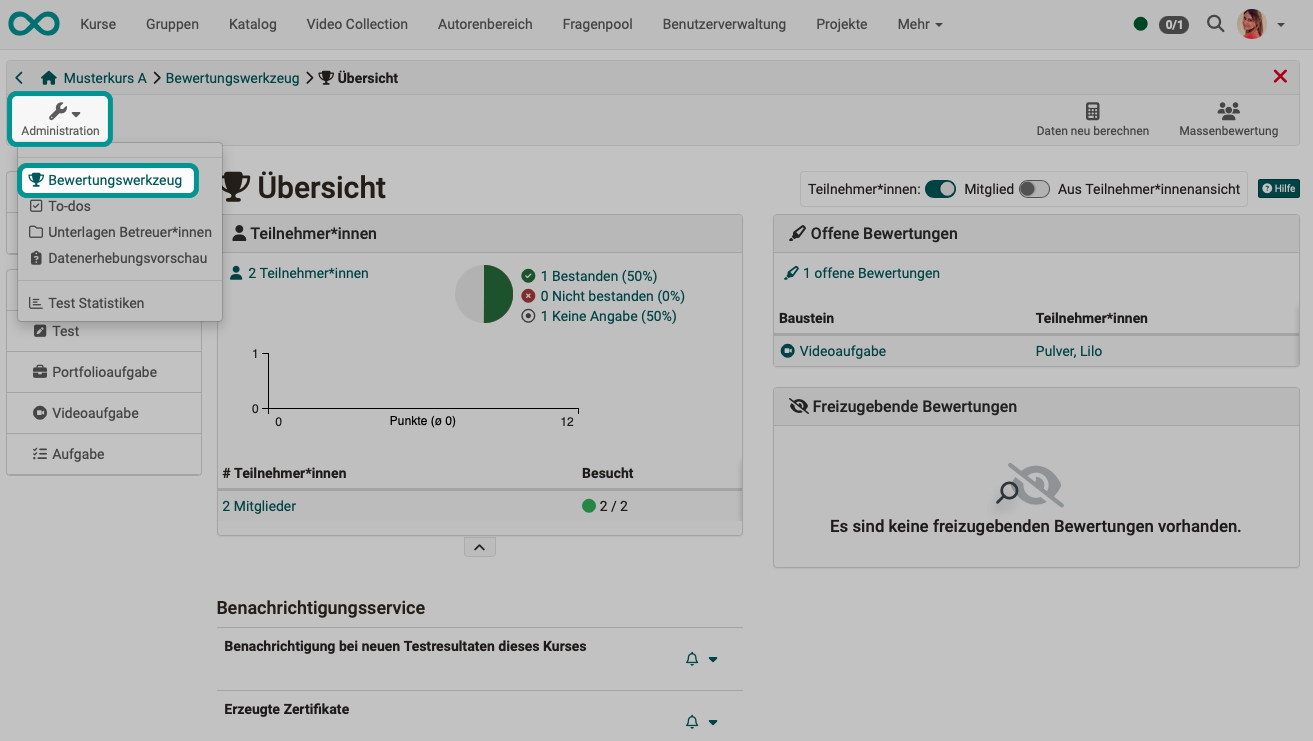 Kurse Gruppen Katalog Video Collection Autorenbereich Fragenpool Benutzerverwaltung Projekte Mehr 0/1
Musterkurs A Bewertungswerkzeug Übersicht
Administration
Daten neu berechnen Massenbewertung
Bewertungswerkzeug
To-dos
Unterlagen Betreuer*innen
Datenerhebungsvorschau
Test Statistiken
Test
Portfolioaufgabe
Videoaufgabe
Aufgabe
Übersicht
Teilnehmer*innen: Mitglied Aus Teilnehmer*innenansicht Hilfe
Teilnehmer*innen
2 Teilnehmer*innen
1 Bestanden (50%)
0 Nicht bestanden (0%)
1 Keine Angabe (50%)
1
0
0 Punkte (ø 0) 12
# Teilnehmer*innen Besucht
2 Mitglieder 2 / 2
Offene Bewertungen
1 offene Bewertungen
Baustein Teilnehmer*innen
Videoaufgabe Pulver, Lilo
Freizugebende Bewertungen
Es sind keine freizugebenden Bewertungen vorhanden.
Benachrichtigungsservice
Benachrichtigung bei neuen Testresultaten dieses Kurses
Erzeugte Zertifikate